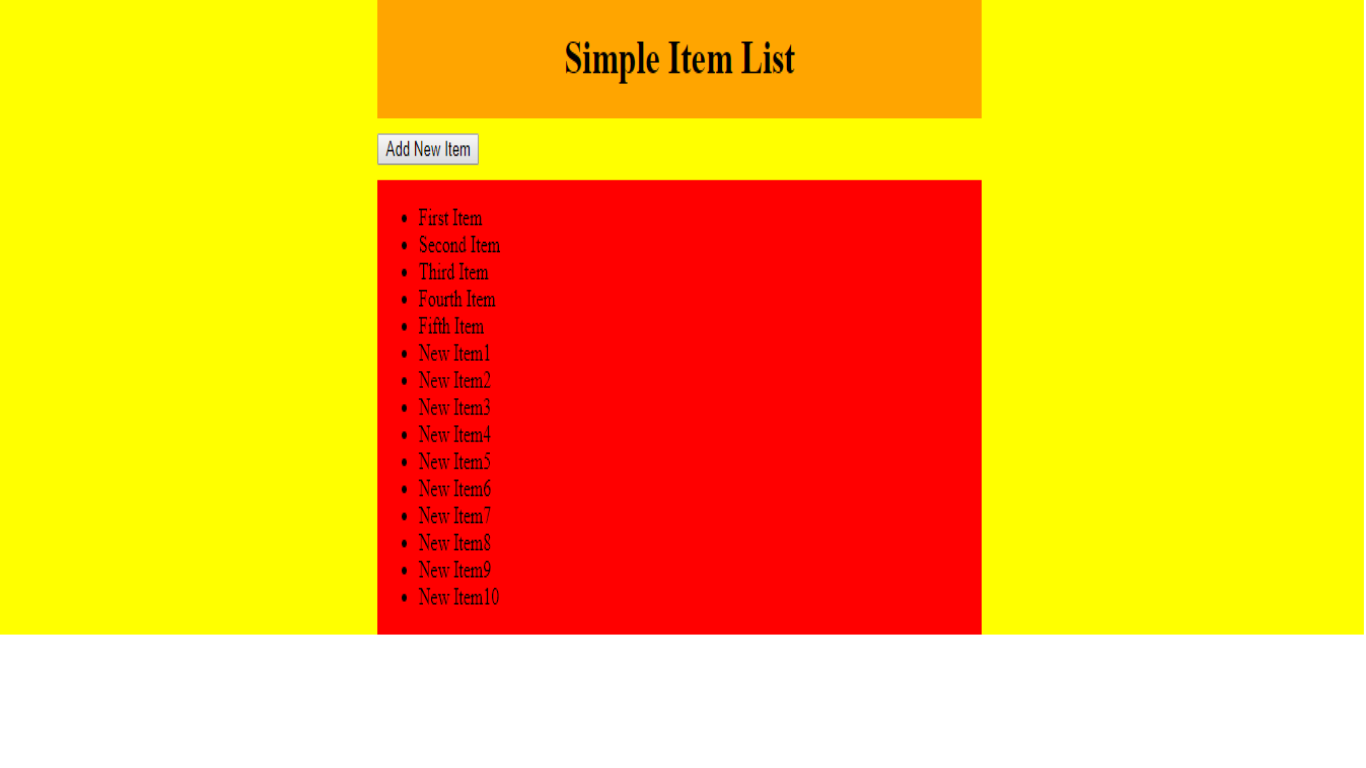 Simple Item List
Add New Item
First Item
Second Item
Third Item
Fourth Item
Fifth Item
New Item1
New Item2
New Item3
New Item4
New Item5
New Item6
New Item7
New Item8
New Item9
New Item10